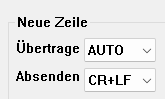 Neue Zeile
Übertrage AUTO
Absenden CR+LF